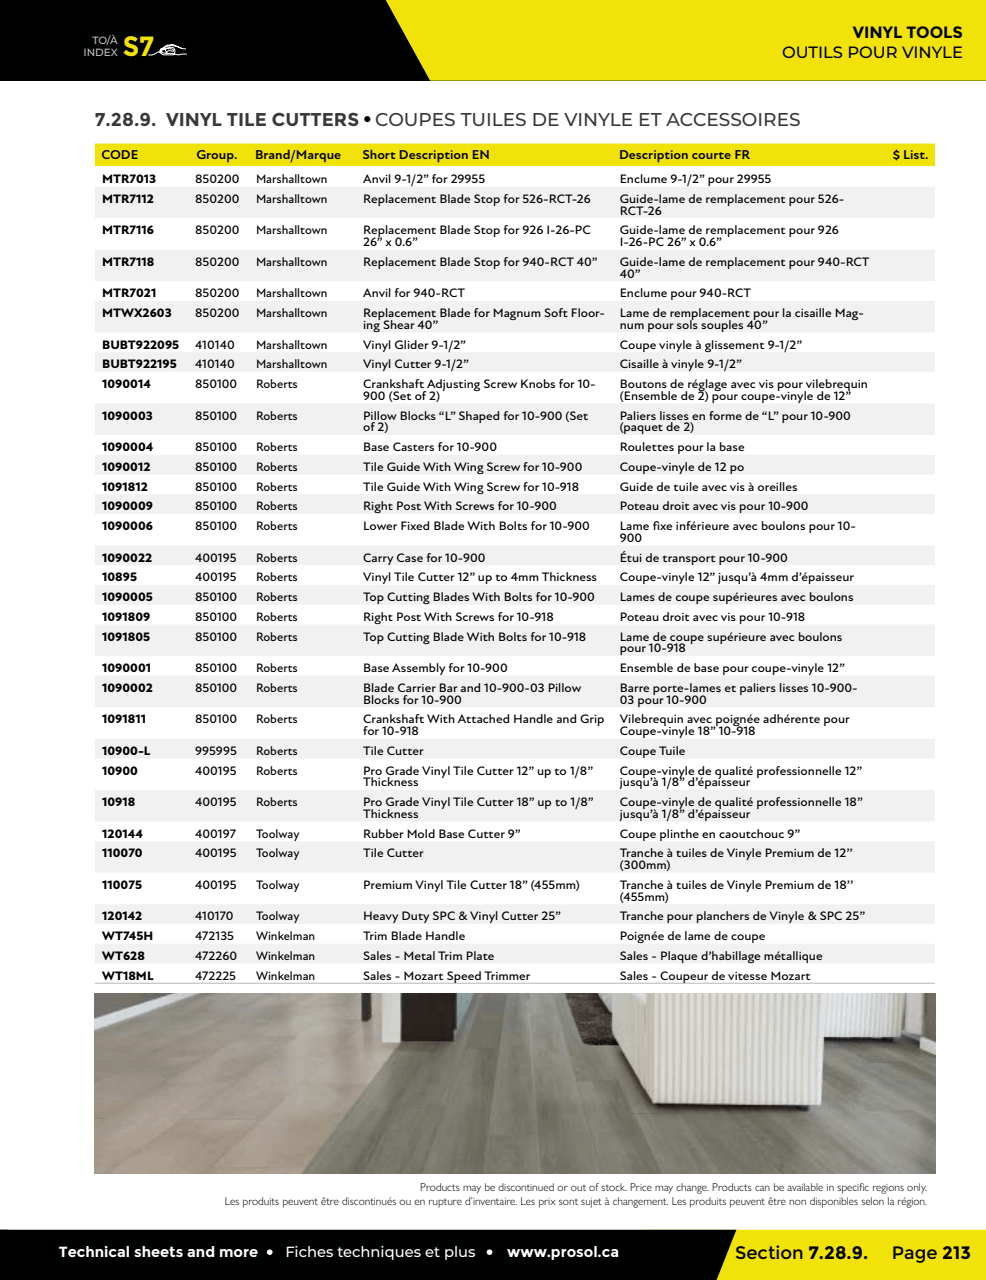 TO/À
INDEX S7
VINYL TOOLS
OUTILS POUR VINYLE
7.28.9. VINYL TILE CUTTERS • COUPES TUILES DE VINYLE ET ACCESSOIRES
CODE Group. Brand/Marque Short Description EN Description courte FR $ List.
MTR7013 850200 Marshalltown Anvil 9-1/2” for 29955 Enclume 9-1/2” pour 29955
MTR7112 850200 Marshalltown Replacement Blade Stop for 526-RCT-26 Guide-lame de remplacement pour 526-
RCT-26
MTR7116 850200 Marshalltown Replacement Blade Stop for 926 I-26-PC Guide-lame de remplacement pour 926
26” x 0.6” I-26-PC 26” x 0.6”
MTR7118 850200 Marshalltown Replacement Blade Stop for 940-RCT 40” Guide-lame de remplacement pour 940-RCT
40”
MTR7021 850200 Marshalltown Anvil for 940-RCT Enclume pour 940-RCT
MTWX2603 850200 Marshalltown Replacement Blade for Magnum Soft Floor- Lame de remplacement pour la cisaille Mag-
ing Shear 40” num pour sols souples 40”
BUBT922095 410140 Marshalltown Vinyl Glider 9-1/2” Coupe vinyle à glissement 9-1/2”
BUBT922195 410140 Marshalltown Vinyl Cutter 9-1/2” Cisaille à vinyle 9-1/2”
1090014 850100 Roberts Crankshaft Adjusting Screw Knobs for 10- Boutons de réglage avec vis pour vilebrequin
900 (Set of 2) (Ensemble de 2) pour coupe-vinyle de 12”
1090003 850100 Roberts Pillow Blocks “L” Shaped for 10-900 (Set Paliers lisses en forme de “L” pour 10-900
of 2) (paquet de 2)
1090004 850100 Roberts Base Casters for 10-900 Roulettes pour la base
1090012 850100 Roberts Tile Guide With Wing Screw for 10-900 Coupe-vinyle de 12 po
1091812 850100 Roberts Tile Guide With Wing Screw for 10-918 Guide de tuile avec vis à oreilles
1090009 850100 Roberts Right Post With Screws for 10-900 Poteau droit avec vis pour 10-900
1090006 850100 Roberts Lower Fixed Blade With Bolts for 10-900 Lame fixe inférieure avec boulons pour 10-
900
1090022 400195 Roberts Carry Case for 10-900 Étui de transport pour 10-900
10895 400195 Roberts Vinyl Tile Cutter 12” up to 4mm Thickness Coupe-vinyle 12” jusqu’à 4mm d’épaisseur
1090005 850100 Roberts Top Cutting Blades With Bolts for 10-900 Lames de coupe supérieures avec boulons
1091809 850100 Roberts Right Post With Screws for 10-918 Poteau droit avec vis pour 10-918
1091805 850100 Roberts Top Cutting Blade With Bolts for 10-918 Lame de coupe supérieure avec boulons
pour 10-918
1090001 850100 Roberts Base Assembly for 10-900 Ensemble de base pour coupe-vinyle 12”
1090002 850100 Roberts Blade Carrier Bar and 10-900-03 Pillow Barre porte-lames et paliers lisses 10-900-
Blocks for 10-900 03 pour 10-900
1091811 850100 Roberts Crankshaft With Attached Handle and Grip Vilebrequin avec poignée adhérente pour
for 10-918 Coupe-vinyle 18” 10-918
10900-L 995995 Roberts Tile Cutter Coupe Tuile
10900 400195 Roberts Pro Grade Vinyl Tile Cutter 12” up to 1/8” Coupe-vinyle de qualité professionnelle 12”
Thickness jusqu’à 1/8” d’épaisseur
10918 400195 Roberts Pro Grade Vinyl Tile Cutter 18” up to 1/8” Coupe-vinyle de qualité professionnelle 18”
Thickness jusqu’à 1/8” d’épaisseur
120144 400197 Toolway Rubber Mold Base Cutter 9” Coupe plinthe en caoutchouc 9”
110070 400195 Toolway Tile Cutter Tranche à tuiles de Vinyle Premium de 12’’
(300mm)
110075 400195 Toolway Premium Vinyl Tile Cutter 18” (455mm) Tranche à tuiles de Vinyle Premium de 18’’
(455mm)
120142 410170 Toolway Heavy Duty SPC & Vinyl Cutter 25” Tranche pour planchers de Vinyle & SPC 25”
WT745H 472135 Winkelman Trim Blade Handle Poignée de lame de coupe
WT628 472260 Winkelman Sales - Metal Trim Plate Sales - Plaque d’habillage métallique
WT18ML 472225 Winkelman Sales - Mozart Speed Trimmer Sales - Coupeur de vitesse Mozart
Products may be discontinued or out of stock. Price may change. Products can be available in specific regions only.
Les produits peuvent être discontinués ou en rupture d’inventaire. Les prix sont sujet à changement. Les produits peuvent être non disponibles selon la région.
Technical sheets and more • Fiches techniques et plus • www.prosol.ca
Section 7.28.9. Page 213